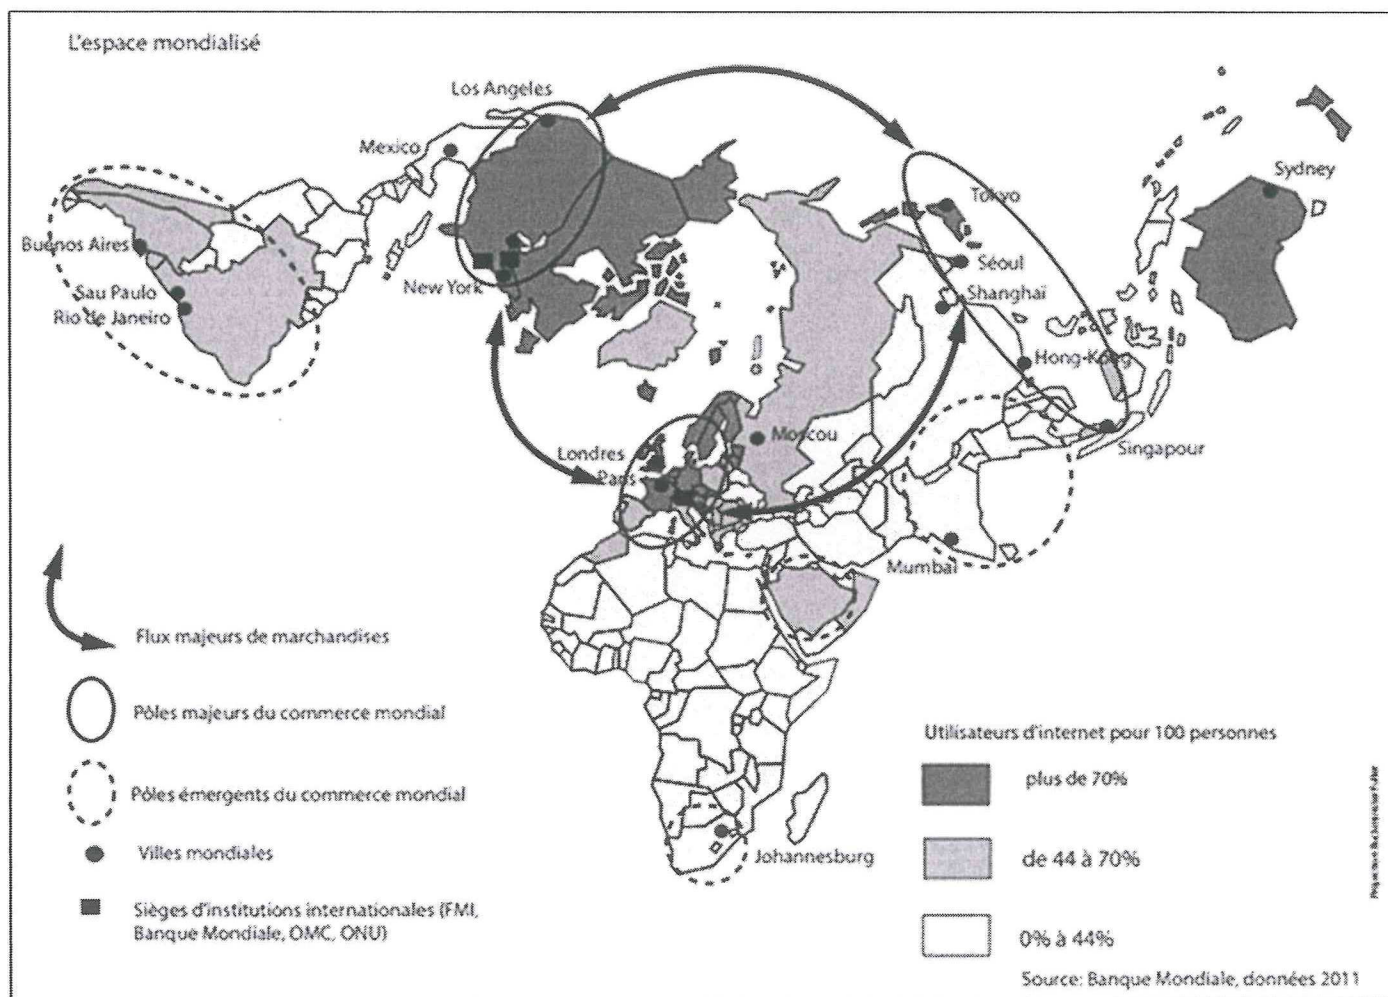 L'espace mondialisé
Los Angeles
Mexico
Sydney
Tokyo
Buenos Aires
Séoul
Sau Paulo
New York
Shanghaï
Rio de Janeiro
Hong-Kong
Londres
Moscou
Paris
Singapour
Mumbai
Johannesburg
Flux majeurs de marchandises
Pôles majeurs du commerce mondial
Pôles émergents du commerce mondial
Villes mondiales
Sièges d'institutions internationales (FMI,
Banque Mondiale, OMC, ONU)
Utilisateurs d'internet pour 100 personnes
plus de 70%
de 44 à 70%
0% à 44%
Source: Banque Mondiale, données 2011